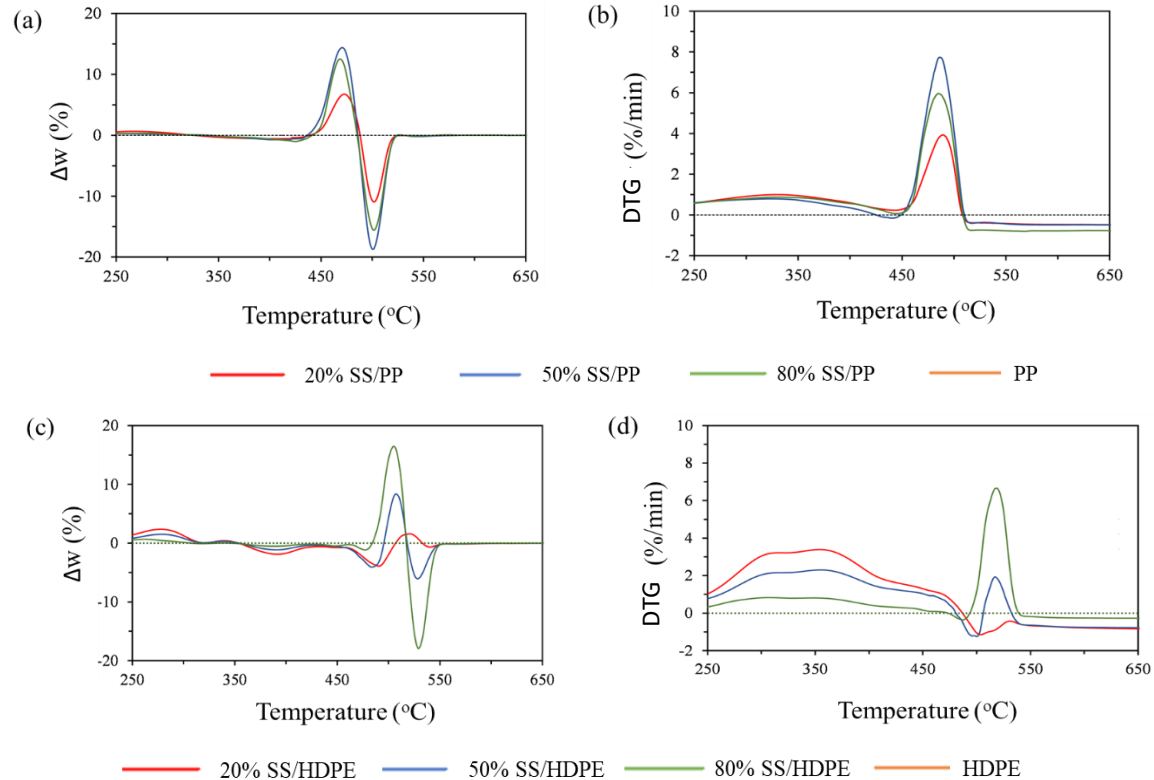 (a)
(b)
20
10
0
-10
-20
Δw (%)
250
350
450
550
650
Temperature (°C)
10
8
6
4
2
0
-2
DTG (%/min)
250
350
450
550
650
Temperature (°C)
20% SS/PP
50% SS/PP
80% SS/PP
PP
(c)
(d)
20
10
0
-10
-20
Δw (%)
250
350
450
550
650
Temperature (°C)
10
8
6
4
2
0
-2
DTG (%/min)
250
350
450
550
650
Temperature (°C)
20% SS/HDPE
50% SS/HDPE
80% SS/HDPE
HDPE